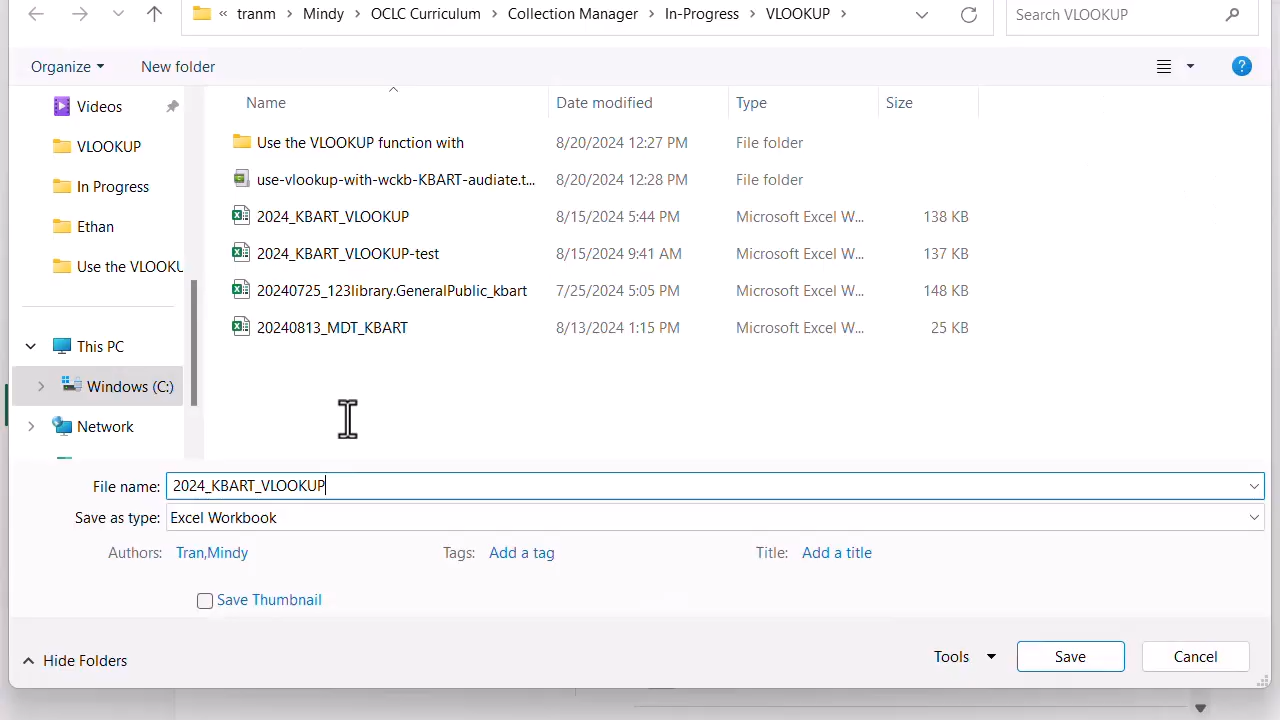 « tranm > Mindy > OCLC Curriculum > Collection Manager > In-Progress > VLOOKUP >
Search VLOOKUP
Organize
New folder
?
Videos
VLOOKUP
In Progress
Ethan
Use the VLOOKU
This PC
Windows (C:)
Network
Name Date modified Type Size
Use the VLOOKUP function with 8/20/2024 12:27 PM File folder
use-vlookup-with-wckb-KBART-audiate.t... 8/20/2024 12:28 PM File folder
2024_KBART_VLOOKUP 8/15/2024 5:44 PM Microsoft Excel W... 138 KB
2024_KBART_VLOOKUP-test 8/15/2024 9:41 AM Microsoft Excel W... 137 KB
20240725_123library.GeneralPublic_kbart 7/25/2024 5:05 PM Microsoft Excel W... 148 KB
20240813_MDT_KBART 8/13/2024 1:15 PM Microsoft Excel W... 25 KB
File name: 2024_KBART_VLOOKUP
Save as type: Excel Workbook
Authors: Tran,Mindy Tags: Add a tag Title: Add a title
Save Thumbnail
Hide Folders
Tools
Save
Cancel